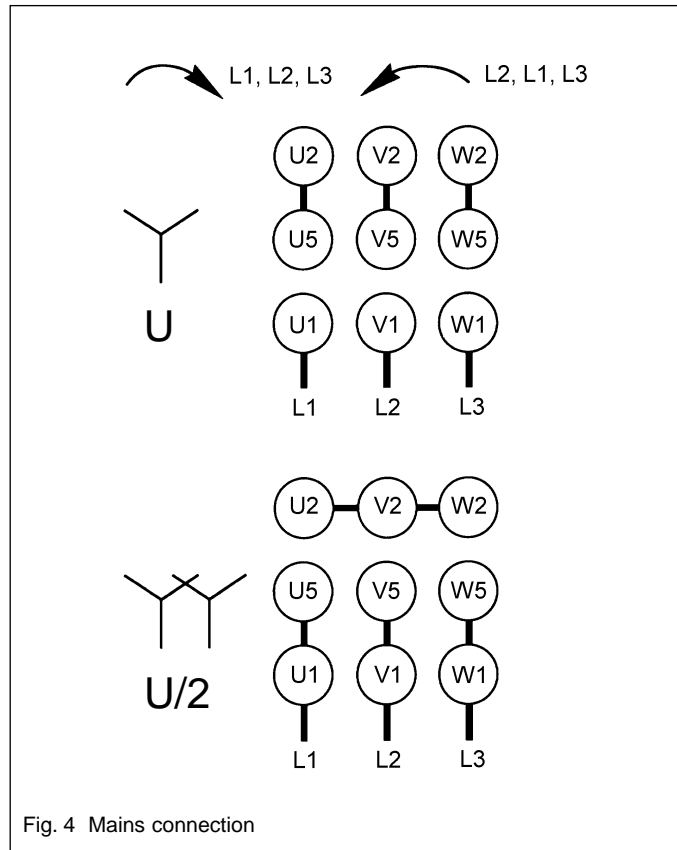 L1, L2, L3 L2, L1, L3
U2 V2 W2
U5 V5 W5
U
U1 V1 W1
L1 L2 L3
U2 V2 W2
U5 V5 W5
U/2
U1 V1 W1
L1 L2 L3
Fig. 4 Mains connection